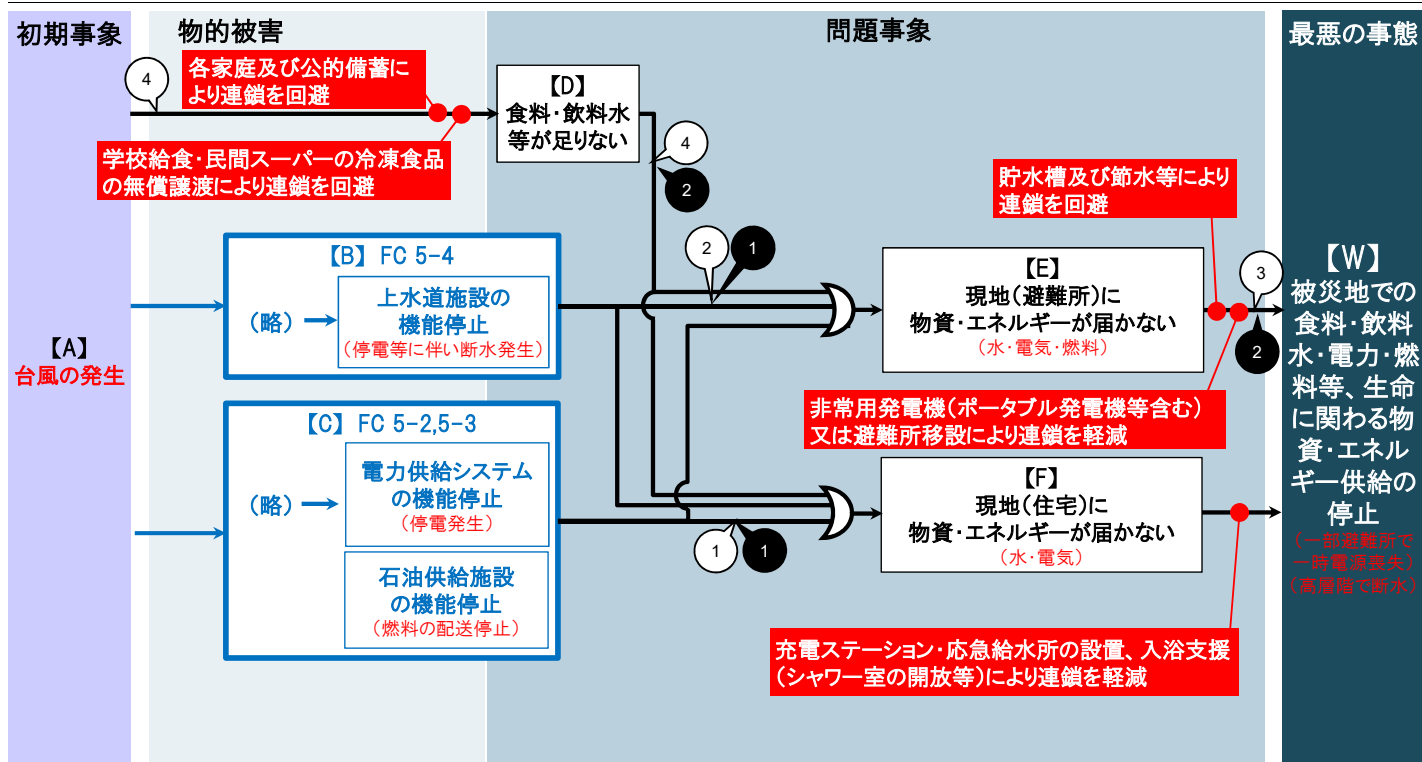 初期事象
物的被害
問題事象
最悪の事態
4
各家庭及び公的備蓄に
より連鎖を回避
学校給食・民間スーパーの冷凍食品
の無償譲渡により連鎖を回避
【D】
食料・飲料水
等が足りない
4
2
貯水槽及び節水等により
連鎖を回避
【A】
台風の発生
【B】 FC 5-4
(略)
上水道施設の
機能停止
(停電等に伴い断水発生)
2
1
【E】
現地(避難所)に
物資・エネルギーが届かない
(水・電気・燃料)
3
2
非常用発電機(ポータブル発電機等含む)
又は避難所移設により連鎖を軽減
【C】 FC 5-2,5-3
(略)
電力供給システム
の機能停止
(停電発生)
石油供給施設
の機能停止
(燃料の配送停止)
1
1
【F】
現地(住宅)に
物資・エネルギーが届かない
(水・電気)
充電ステーション・応急給水所の設置、入浴支援
(シャワー室の開放等)により連鎖を軽減
【W】
被災地での
食料・飲料
水・電力・燃
料等、生命
に関わる物
資・エネル
ギー供給の
停止
(一部避難所で
一時電源喪失)
(高層階で断水)